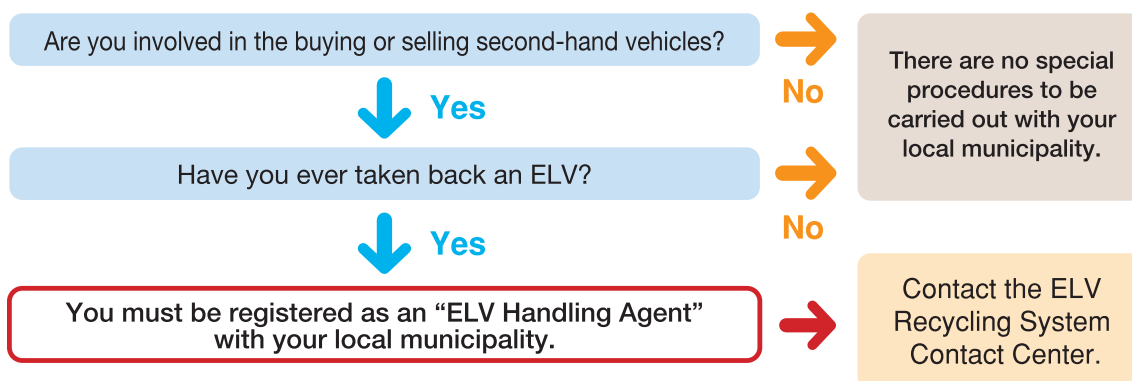 Are you involved in the buying or selling second-hand vehicles?
No
There are no special
procedures to be
carried out with your
local municipality.
Yes
Have you ever taken back an ELV?
No
Yes
You must be registered as an “ELV Handling Agent”
with your local municipality.
Contact the ELV
Recycling System
Contact Center.